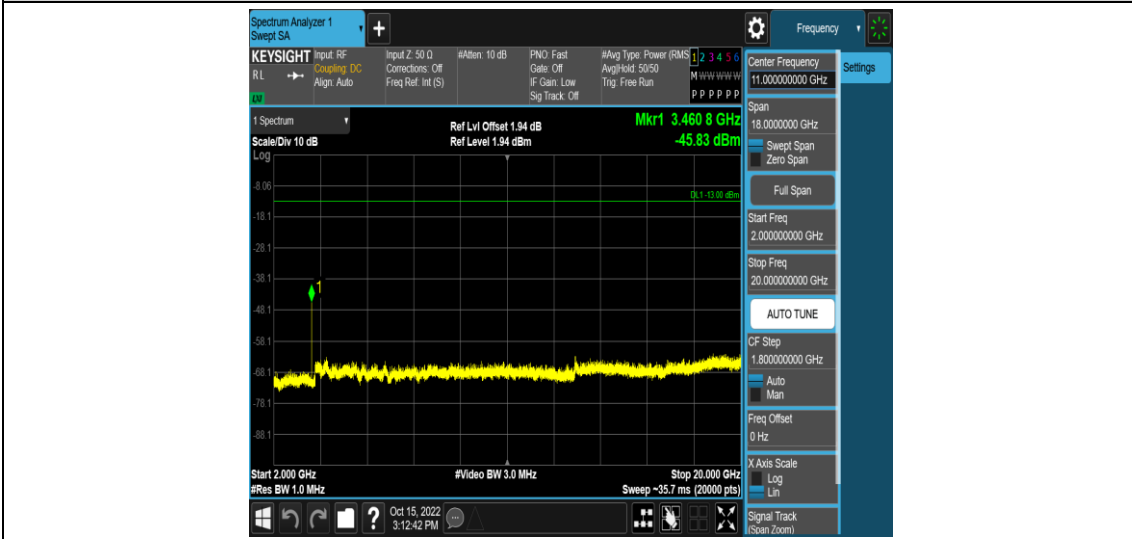 Spectrum Analyzer 1
Swept SA
Frequency
KEYSIGHT
RL
Input: RF
Coupling: DC
Align: Auto
Input Z: 50 Ω
Corrections: Off
Freq Ref: Int (S)
#Atten: 10 dB
PNO: Fast
Gate: Off
IF Gain: Low
Sig Track: Off
#Avg Type: Power (RMS
Avg|Hold: 50/50
Trig: Free Run
1 2 3 4 5 6
M W W W W W
P P P P P P
1 Spectrum
Scale/Div 10 dB
Log
Ref Lvl Offset 1.94 dB
Ref Level 1.94 dBm
Mkr1 3.460 8 GHz
-45.83 dBm
-8.06
-18.1
-28.1
-38.1
-48.1
-58.1
-68.1
-78.1
-88.1
DL1 -13.00 dBm
1
Start 2.000 GHz
#Res BW 1.0 MHz
#Video BW 3.0 MHz
Stop 20.000 GHz
Sweep ~35.7 ms (20000 pts)
Oct 15, 2022
3:12:42 PM
Center Frequency
11.000000000 GHz
Settings
Span
18.0000000 GHz
Swept Span
Zero Span
Full Span
Start Freq
2.000000000 GHz
Stop Freq
20.000000000 GHz
AUTO TUNE
CF Step
1.800000000 GHz
Auto
Man
Freq Offset
0 Hz
X Axis Scale
Log
Lin
Signal Track
(Span Zoom)